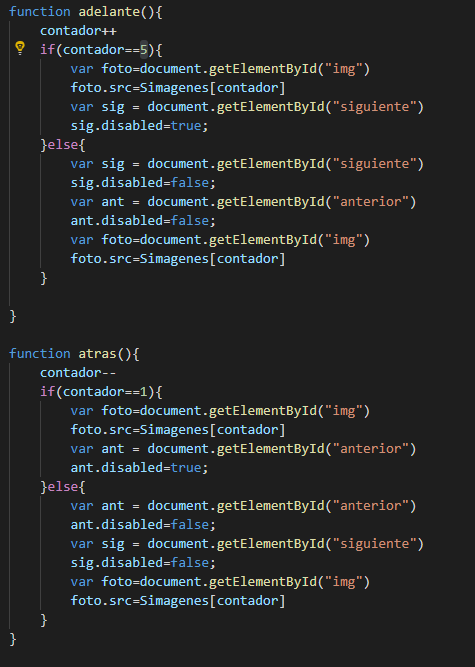 function adelante(){
contador++
if(contador==5){
var foto=document.getElementById("img")
foto.src=Simagenes[contador]
var sig = document.getElementById("siguiente")
sig.disabled=true;
}else{
var sig = document.getElementById("siguiente")
sig.disabled=false;
var ant = document.getElementById("anterior")
ant.disabled=false;
var foto=document.getElementById("img")
foto.src=Simagenes[contador]
}
}
function atras(){
contador--
if(contador==1){
var foto=document.getElementById("img")
foto.src=Simagenes[contador]
var ant = document.getElementById("anterior")
ant.disabled=true;
}else{
var ant = document.getElementById("anterior")
ant.disabled=false;
var sig = document.getElementById("siguiente")
sig.disabled=false;
var foto=document.getElementById("img")
foto.src=Simagenes[contador]
}
}